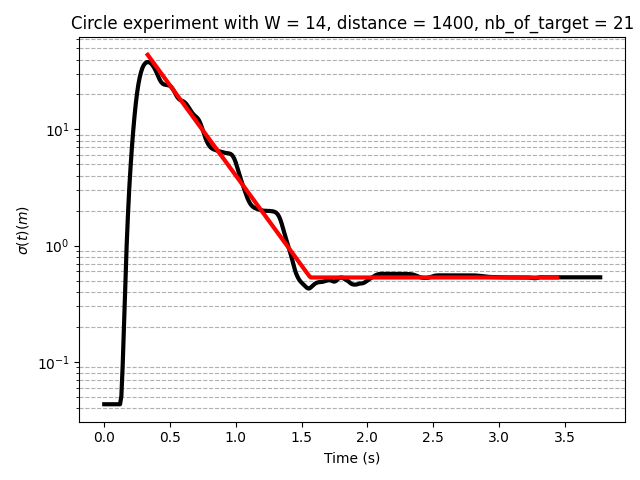 Circle experiment with W = 14, distance = 1400, nb_of_target = 21
σ(t)(m)
10¹
10⁰
10⁻¹
0.0 0.5 1.0 1.5 2.0 2.5 3.0 3.5
Time (s)